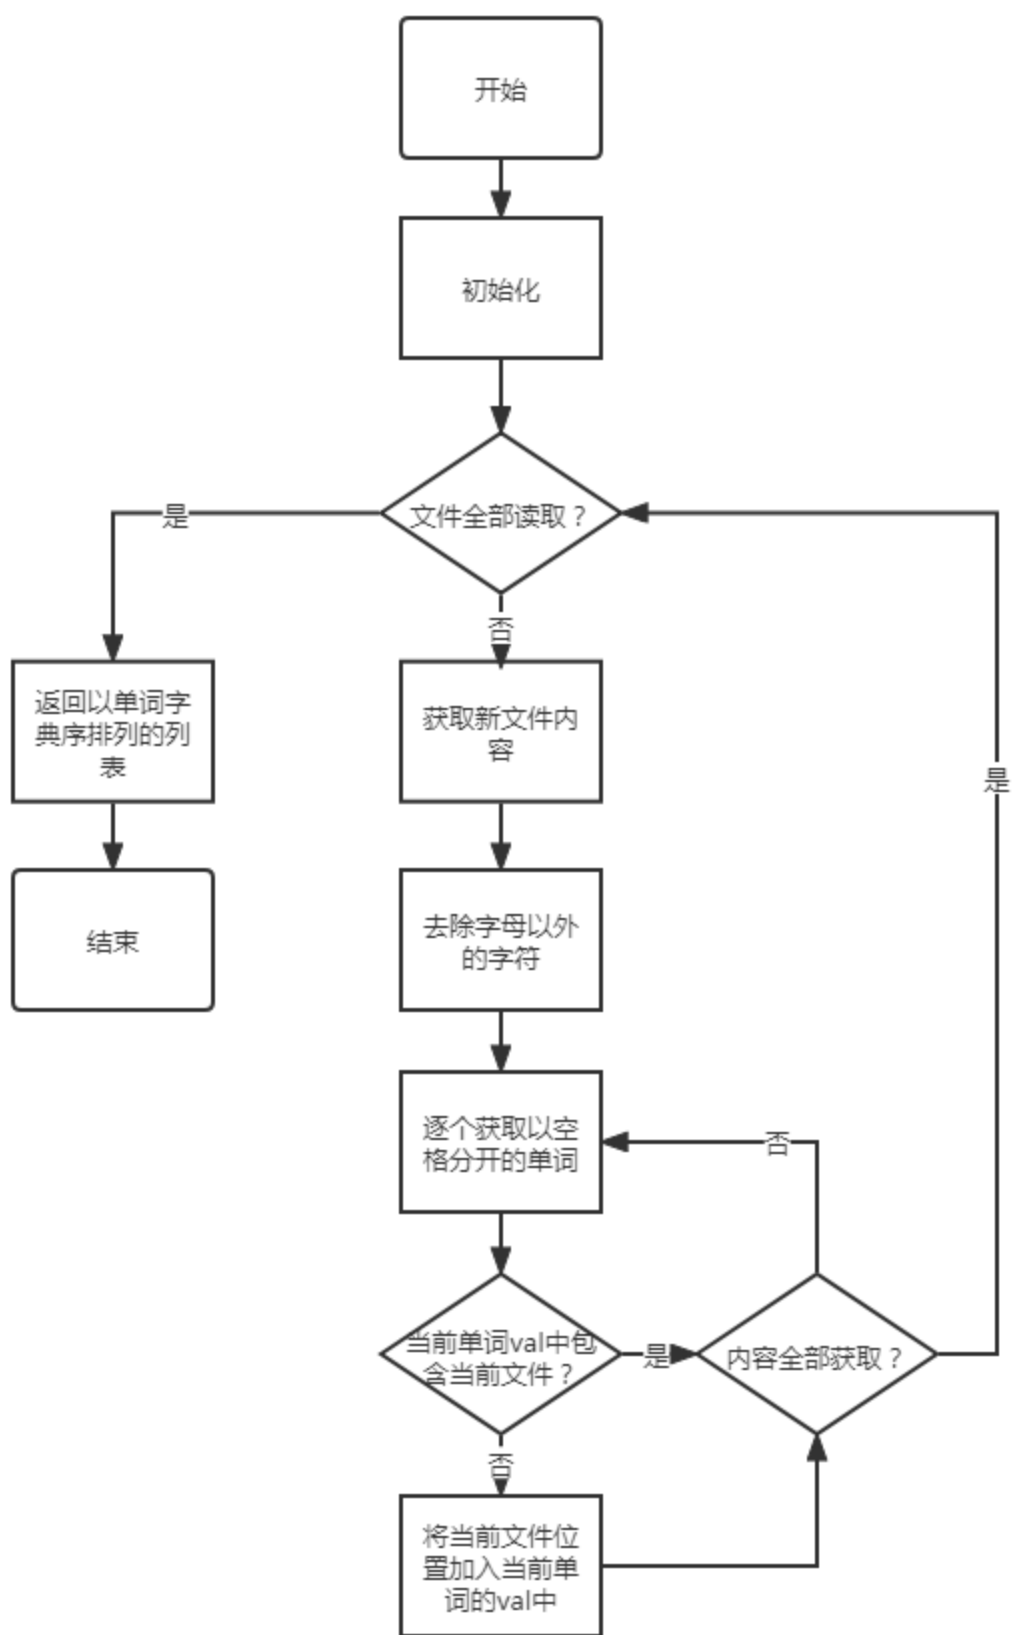 开始
初始化
文件全部读取？
是
否
返回以单词字
典序排列的列
表
获取新文件内
容
是
结束
去除字母以外
的字符
逐个获取以空
格分开的单词
否
当前单词val中包
含当前文件？
是
内容全部获取？
否
将当前文件位
置加入当前单
词的val中